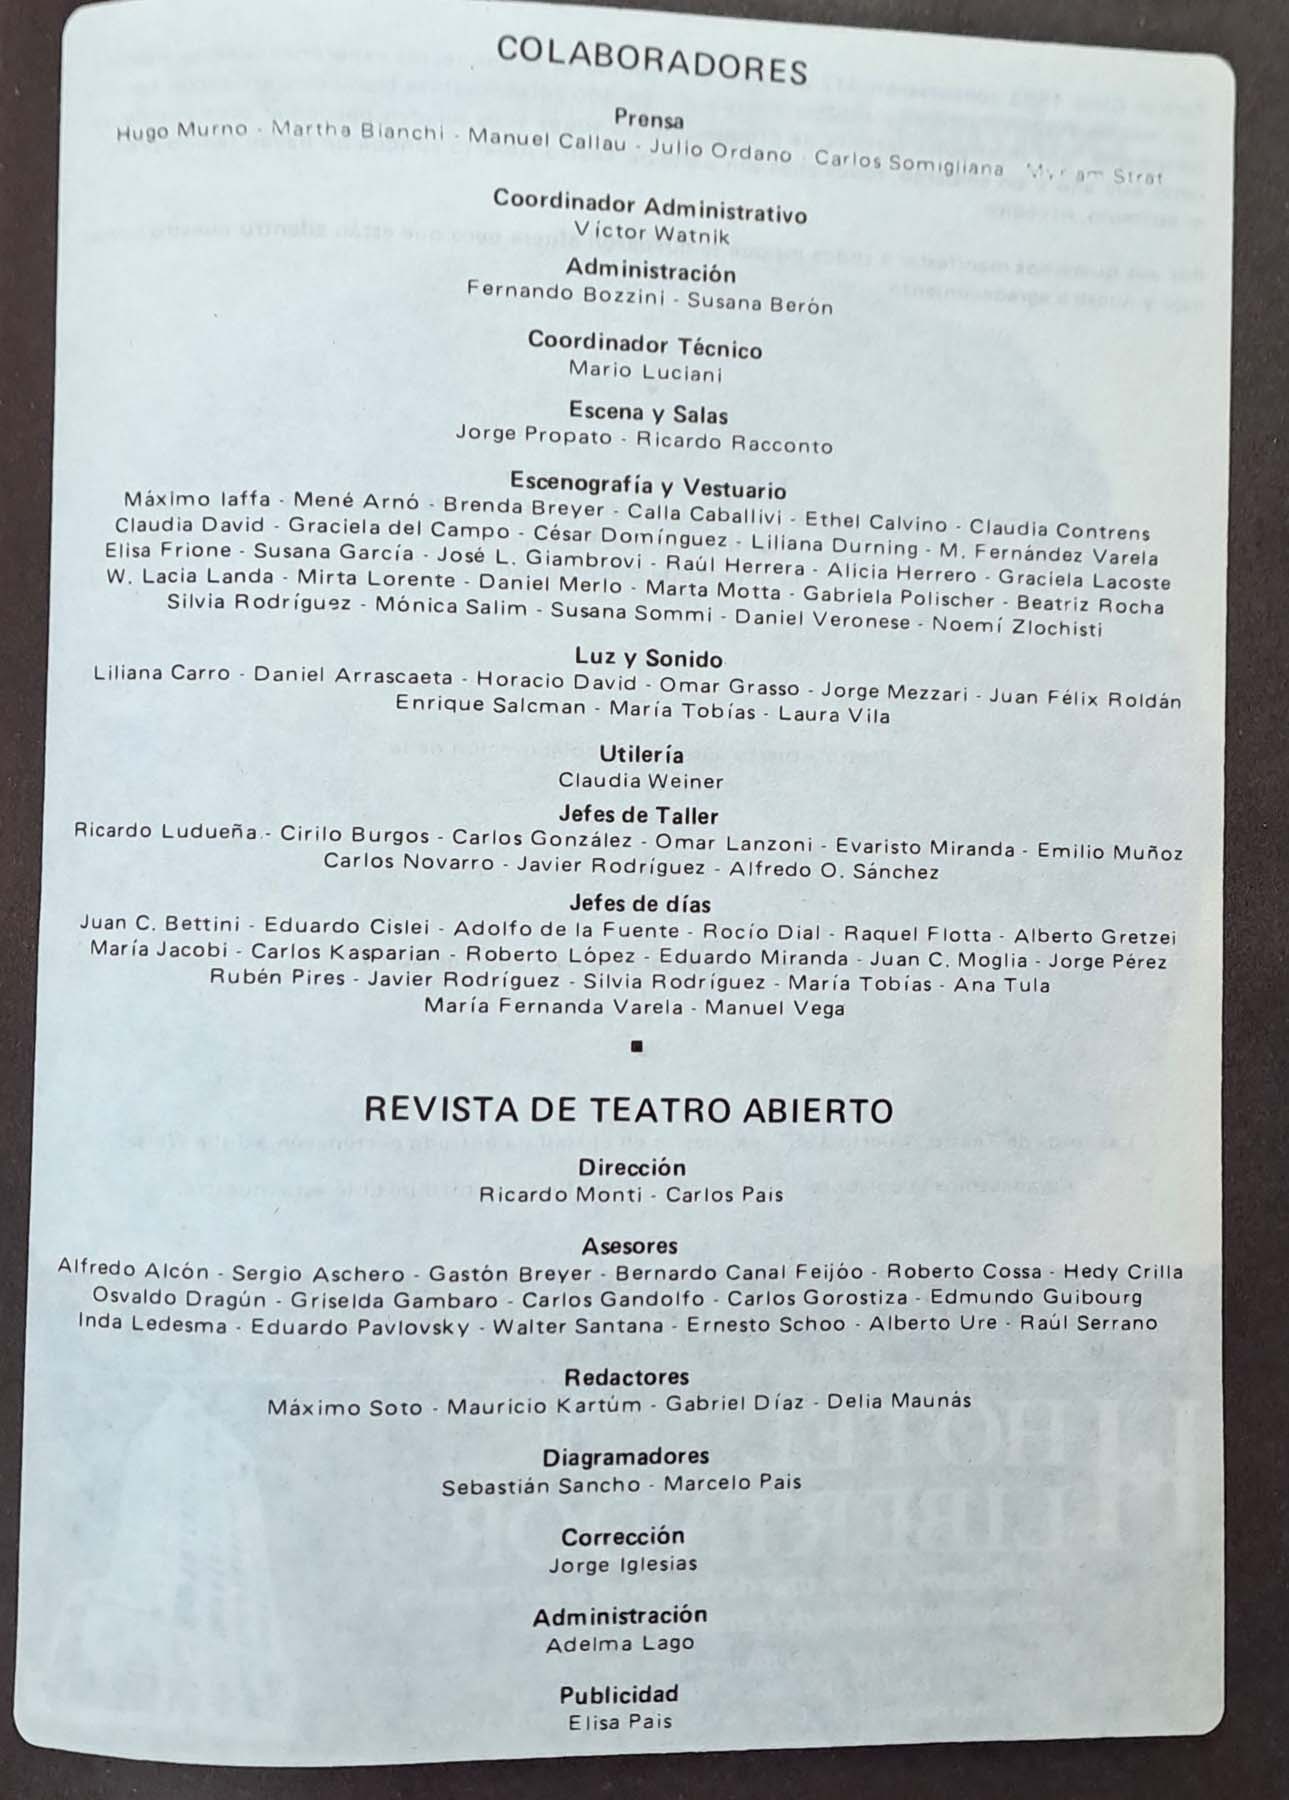 COLABORADORES
Prensa
Hugo Murno - Martha Bianchi - Manuel Callau - Julio Ordano - Carlos Somigliana Strat
Coordinador Administrativo
Víctor Watnik
Administración
Fernando Bozzini - Susana Berón
Coordinador Técnico
Mario Luciani
Escena y Salas
Jorge Propato - Ricardo Racconto
Escenografía y Vestuario
Máximo Iaffa - Mené Arnó - Brenda Breyer - Calla Caballivi - Ethel Calvino - Claudia Contrens
Claudia David - Graciela del Campo - César Domínguez - Liliana Durning - M. Fernández Varela
Elisa Frione - Susana García - José L. Giambrovi - Raúl Herrera - Alicia Herrero - Graciela Lacoste
W. Lacia Landa - Mirta Lorente - Daniel Merlo - Marta Motta - Gabriela Polischer - Beatriz Rocha
Silvia Rodríguez - Mónica Salim - Susana Sommi - Daniel Veronese - Noemí Zlochisti
Luz y Sonido
Liliana Carro - Daniel Arrascaeta - Horacio David - Omar Grasso - Jorge Mezzari - Juan Félix Roldán
Enrique Salcman - María Tobías - Laura Vila
Utilería
Claudia Weiner
Jefes de Taller
Ricardo Ludueña - Cirilo Burgos - Carlos González - Omar Lanzoni - Evaristo Miranda - Emilio Muñoz
Carlos Novarro - Javier Rodríguez - Alfredo O. Sánchez
Jefes de días
Juan C. Bettini - Eduardo Cislei - Adolfo de la Fuente - Rocío Dial - Raquel Flotta - Alberto Gretzei
María Jacobi - Carlos Kasparian - Roberto López - Eduardo Miranda - Juan C. Moglia - Jorge Pérez
Rubén Pires - Javier Rodríguez - Silvia Rodríguez - María Tobías - Ana Tula
María Fernanda Varela - Manuel Vega
REVISTA DE TEATRO ABIERTO
Dirección
Ricardo Monti - Carlos Pais
Asesores
Alfredo Alcón - Sergio Aschero - Gastón Breyer - Bernardo Canal Feijóo - Roberto Cossa - Hedy Crilla
Osvaldo Dragún - Griselda Gambaro - Carlos Gandolfo - Carlos Gorostiza - Edmundo Guibourg
Inda Ledesma - Eduardo Pavlovsky - Walter Santana - Ernesto Schoo - Alberto Ure - Raúl Serrano
Redactores
Máximo Soto - Mauricio Kartúm - Gabriel Díaz - Delia Maunás
Diagramadores
Sebastián Sancho - Marcelo Pais
Corrección
Jorge Iglesias
Administración
Adelma Lago
Publicidad
Elisa Pais